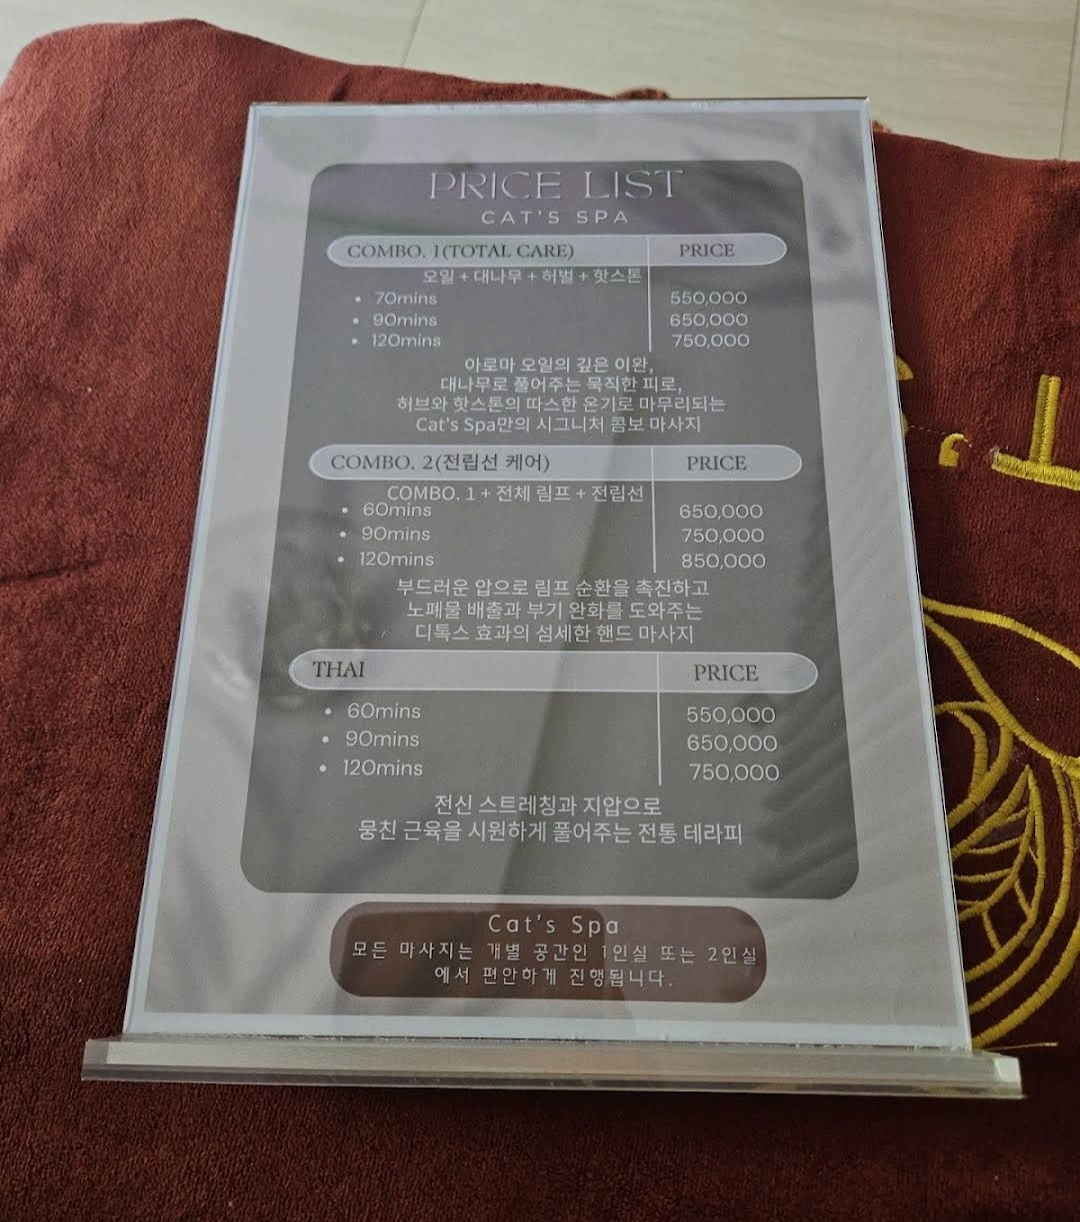 PRICE LIST
CAT'S SPA
COMBO. 1(TOTAL CARE) PRICE
오일 + 대나무 + 허벌 + 핫스톤
• 70mins 550,000
• 90mins 650,000
• 120mins 750,000
아로마 오일의 깊은 이완,
대나무로 풀어주는 묵직한 피로,
허브와 핫스톤의 따스한 온기로 마무리되는
Cat's Spa만의 시그니처 콤보 마사지
COMBO. 2(전립선 케어) PRICE
COMBO. 1 + 전체 림프 + 전립선
• 60mins 650,000
• 90mins 750,000
• 120mins 850,000
부드러운 압으로 림프 순환을 촉진하고
노폐물 배출과 부기 완화를 도와주는
디톡스 효과의 섬세한 핸드 마사지
THAI PRICE
• 60mins 550,000
• 90mins 650,000
• 120mins 750,000
전신 스트레칭과 지압으로
뭉친 근육을 시원하게 풀어주는 전통 테라피
Cat's Spa
모든 마사지는 개별 공간인 1인실 또는 2인실
에서 편안하게 진행됩니다.